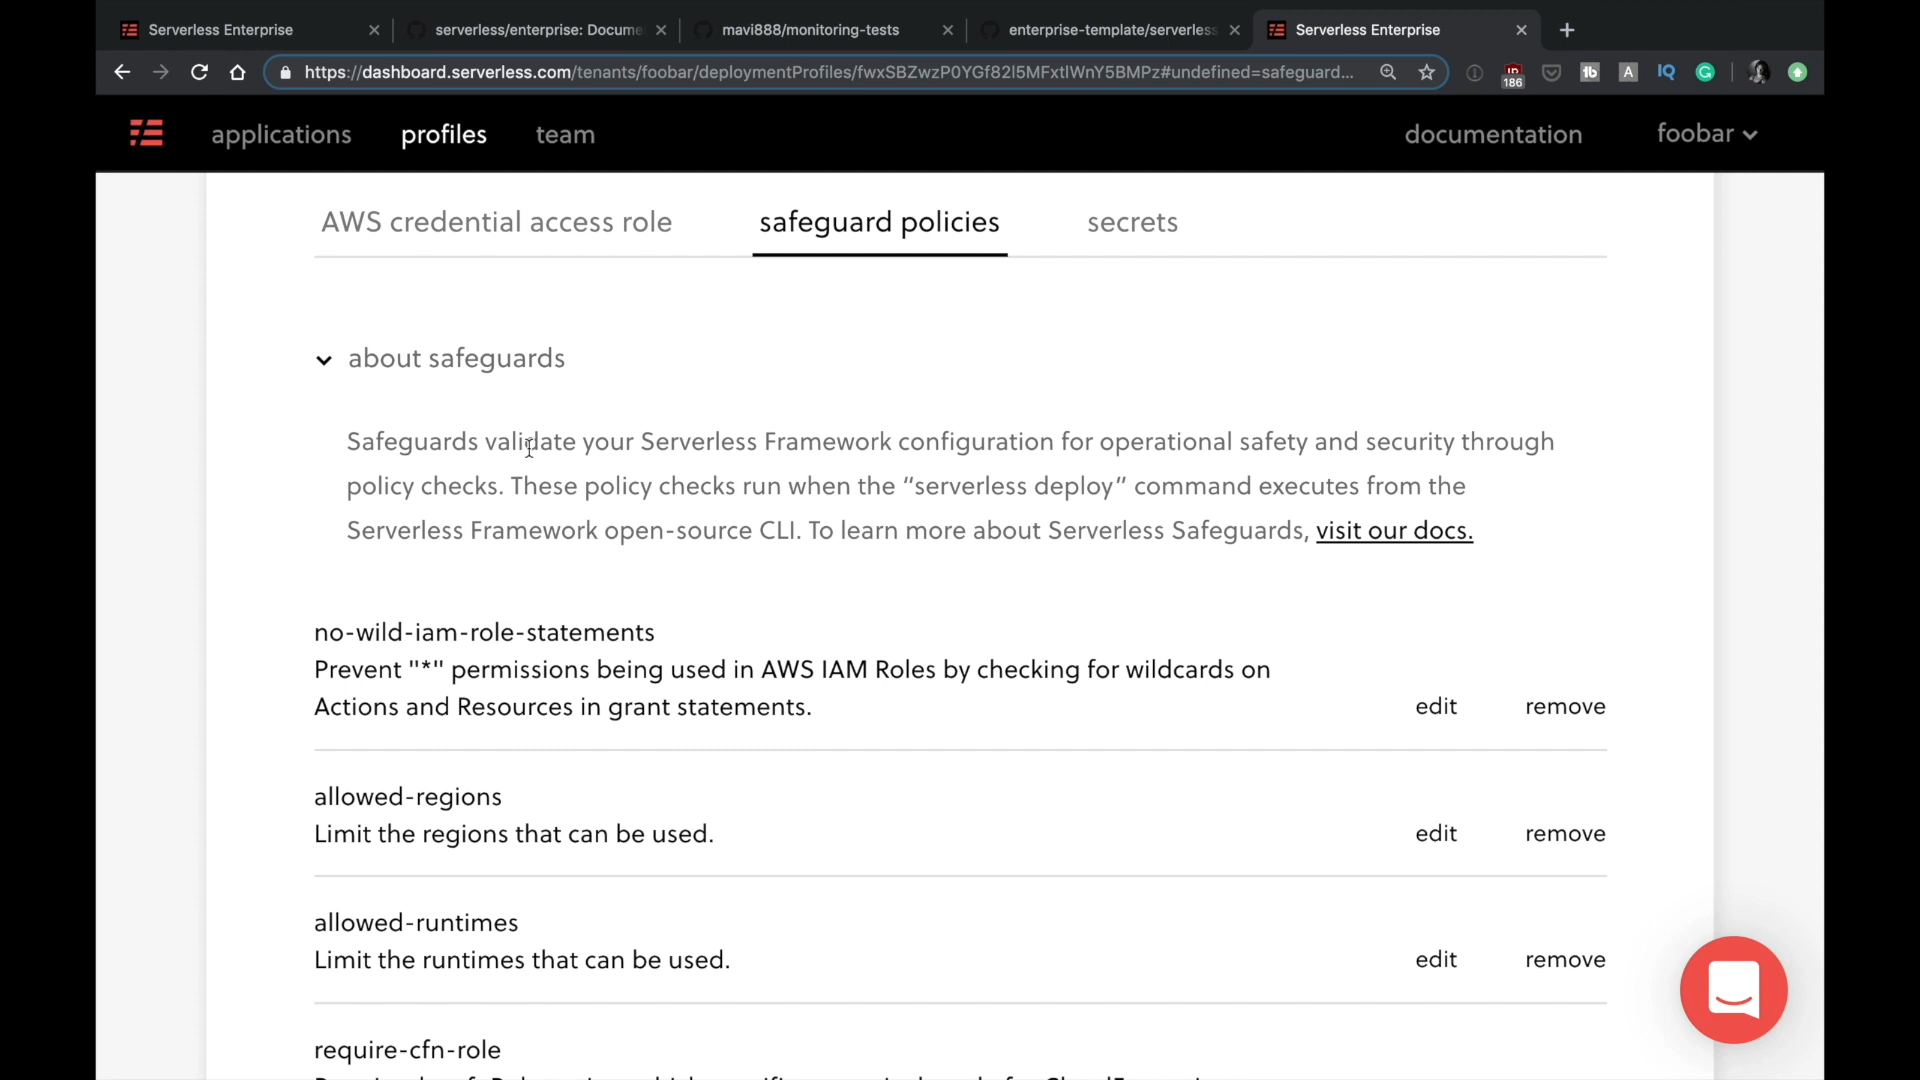 Serverless Enterprise
serverless/enterprise: Docume
mavi888/monitoring-tests
enterprise-template/serverless
Serverless Enterprise
https://dashboard.serverless.com/tenants/foobar/deploymentProfiles/fwxSBZwzP0YGf82l5MFxtlWnY5BMPz#undefined=safeguard...
186
tb
A
IQ
G
applications
profiles
team
documentation
foobar
AWS credential access role
safeguard policies
secrets
about safeguards
Safeguards validate your Serverless Framework configuration for operational safety and security through
policy checks. These policy checks run when the “serverless deploy” command executes from the
Serverless Framework open-source CLI. To learn more about Serverless Safeguards, visit our docs.
no-wild-iam-role-statements
Prevent "*" permissions being used in AWS IAM Roles by checking for wildcards on
Actions and Resources in grant statements.
edit remove
allowed-regions
Limit the regions that can be used.
edit remove
allowed-runtimes
Limit the runtimes that can be used.
edit remove
require-cfn-role